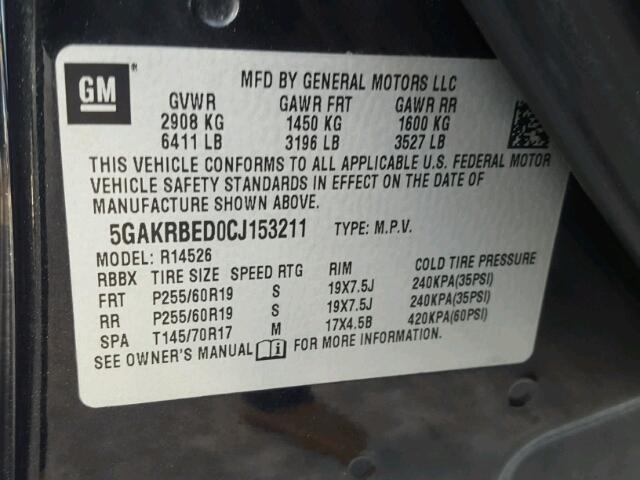 GM
MFD BY GENERAL MOTORS LLC
GVWR GAWR FRT GAWR RR
2908 KG 1450 KG 1600 KG
6411 LB 3196 LB 3527 LB
THIS VEHICLE CONFORMS TO ALL APPLICABLE U.S. FEDERAL MOTOR
VEHICLE SAFETY STANDARDS IN EFFECT ON THE DATE OF
MANUFACTURE SHOWN ABOVE.
5GAKRBED0CJ153211 TYPE: M.P.V.
MODEL: R14526
RBBX TIRE SIZE SPEED RTG RIM COLD TIRE PRESSURE
FRT P255/60R19 S 19X7.5J 240KPA(35PSI)
RR P255/60R19 S 19X7.5J 240KPA(35PSI)
SPA T145/70R17 M 17X4.5B 420KPA(60PSI)
SEE OWNER'S MANUAL FOR MORE INFORMATION.